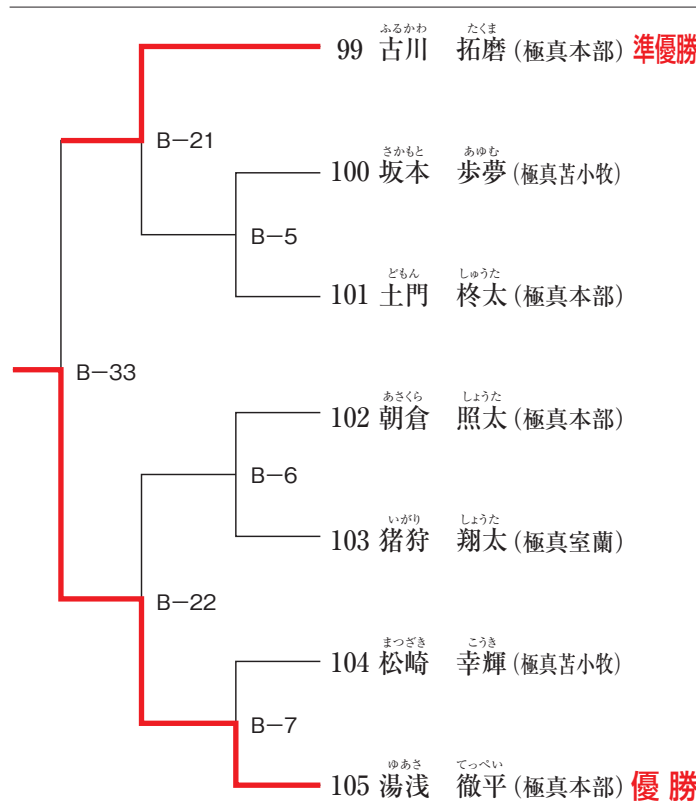 ふるかわ たくま
99 古川 拓磨 (極真本部) 準優勝
B−21
さかもと あゆむ
100 坂本 歩夢 (極真苫小牧)
B−5
どもん しゅうた
101 土門 柊太 (極真本部)
B−33
あさくら しょうた
102 朝倉 照太 (極真本部)
B−6
いがり しょうた
103 猪狩 翔太 (極真室蘭)
B−22
まつざき こうき
104 松崎 幸輝 (極真苫小牧)
B−7
ゆあさ てっぺい
105 湯浅 徹平 (極真本部) 優 勝